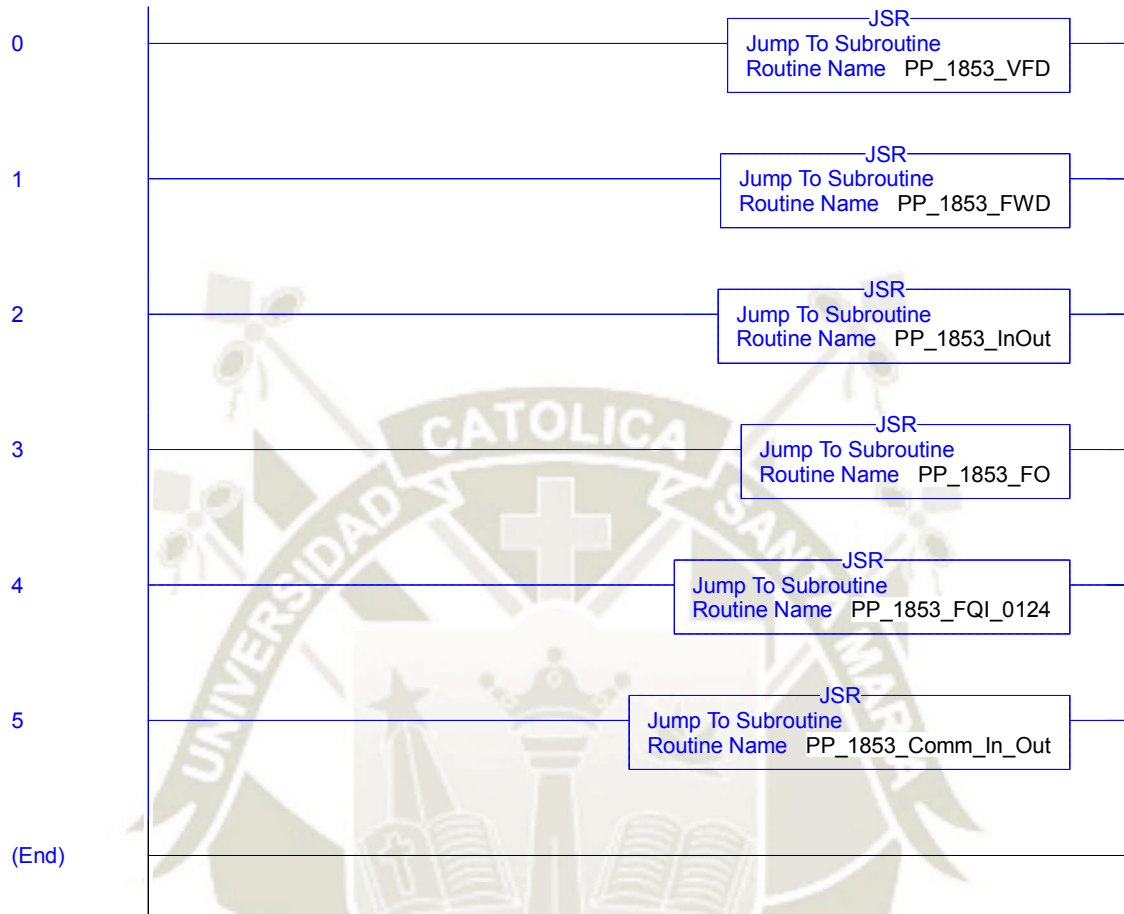 0
JSR
Jump To Subroutine
Routine Name PP_1853_VFD
1
JSR
Jump To Subroutine
Routine Name PP_1853_FWD
2
JSR
Jump To Subroutine
Routine Name PP_1853_InOut
3
JSR
Jump To Subroutine
Routine Name PP_1853_FO
4
JSR
Jump To Subroutine
Routine Name PP_1853_FQI_0124
5
JSR
Jump To Subroutine
Routine Name PP_1853_Comm_In_Out
(End)
UNIVERSIDAD CATOLICA SANTA MARIA